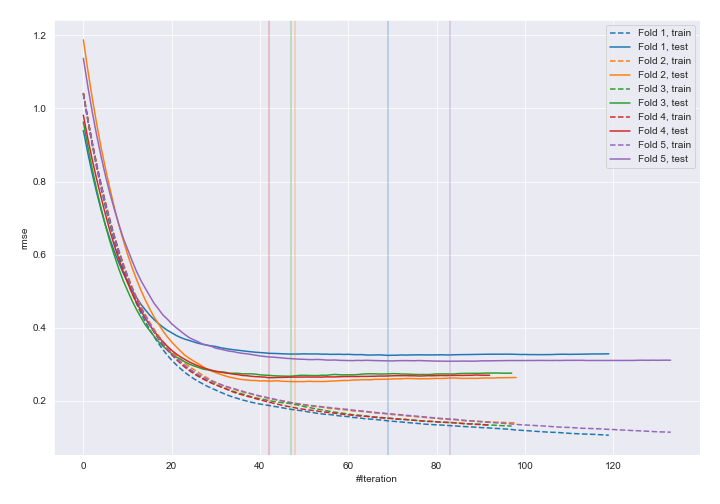 1.2
1.0
0.8
0.6
0.4
0.2
rmse
0
20
40
60
80
100
120
#Iteration
Fold 1, train
Fold 1, test
Fold 2, train
Fold 2, test
Fold 3, train
Fold 3, test
Fold 4, train
Fold 4, test
Fold 5, train
Fold 5, test